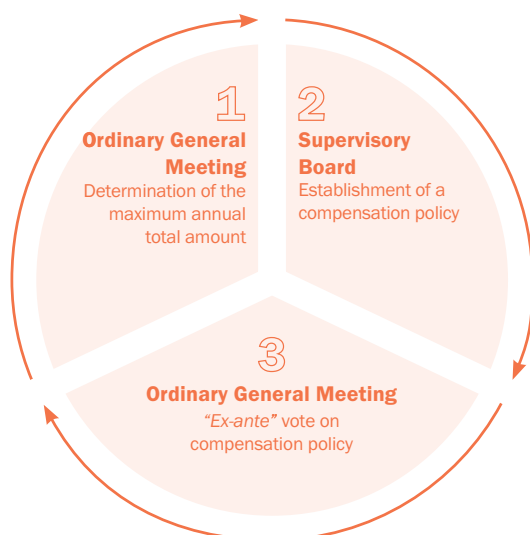 1
Ordinary General
Meeting
Determination of the
maximum annual
total amount
2
Supervisory
Board
Establishment of a
compensation policy
3
Ordinary General Meeting
“Ex-ante” vote on
compensation policy